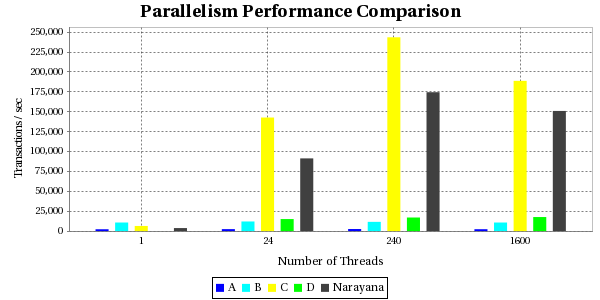 Parallelism Performance Comparison
250,000
225,000
200,000
175,000
150,000
125,000
100,000
75,000
50,000
25,000
0
Transactions / sec
1 24 240 1600
Number of Threads
A B C D Narayana